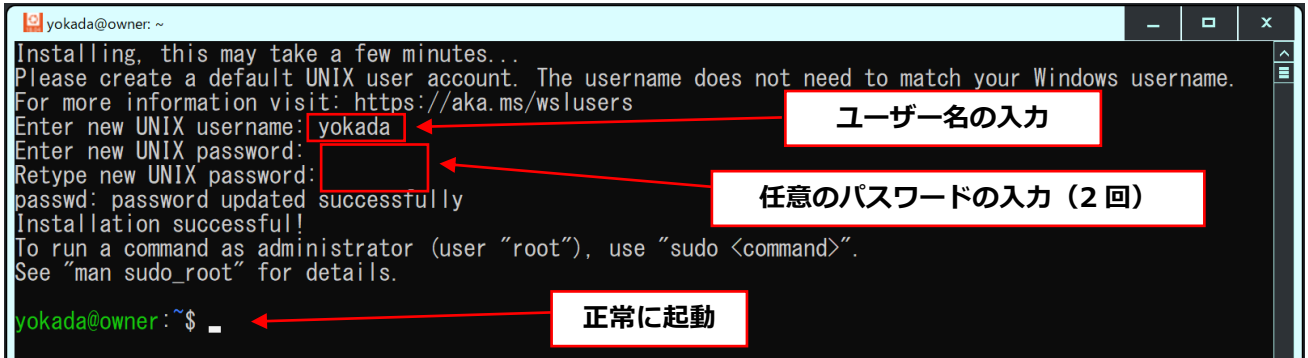 yokada@owner: ~
Installing, this may take a few minutes...
Please create a default UNIX user account. The username does not need to match your Windows username.
For more information visit: https://aka.ms/wslusers
Enter new UNIX username: yokada
ユーザー名の入力
Enter new UNIX password:
Retype new UNIX password:
任意のパスワードの入力（2 回）
passwd: password updated successfully
Installation successful!
To run a command as administrator (user "root"), use "sudo <command>".
See "man sudo_root" for details.
yokada@owner:~$ _
正常に起動